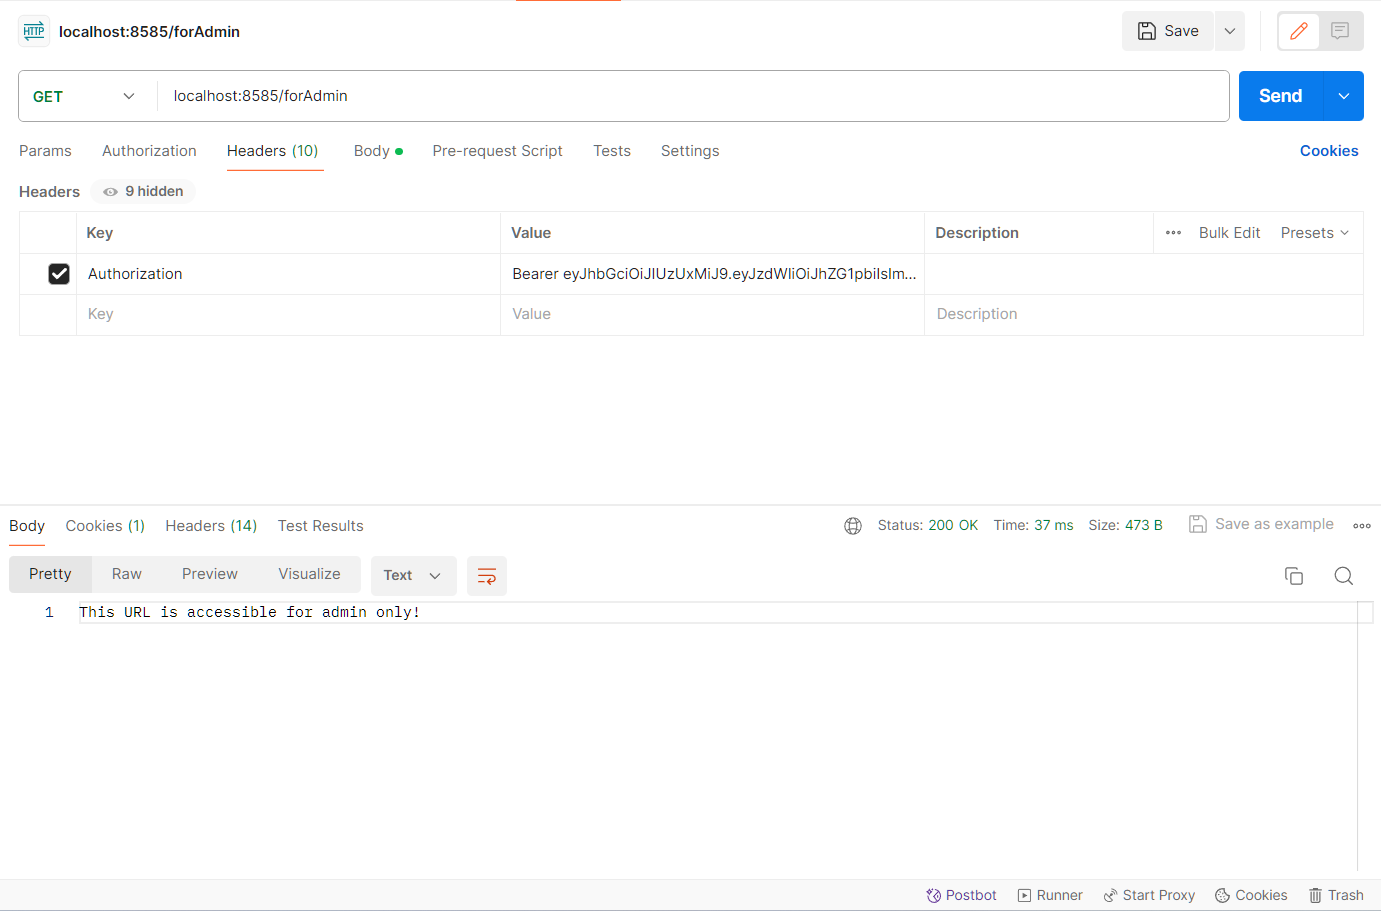 HTTP localhost:8585/forAdmin Save
GET localhost:8585/forAdmin Send
Params Authorization Headers (10) Body Pre-request Script Tests Settings Cookies
Headers 9 hidden
Key Value Description Bulk Edit Presets
Authorization Bearer eyJhbGciOiJIUzUxMiJ9.eyJzdWIiOiJhZG1pbiIsIm...
Key Value Description
Body Cookies (1) Headers (14) Test Results Status: 200 OK Time: 37 ms Size: 473 B Save as example
Pretty Raw Preview Visualize Text
1 This URL is accessible for admin only!
Postbot Runner Start Proxy Cookies Trash